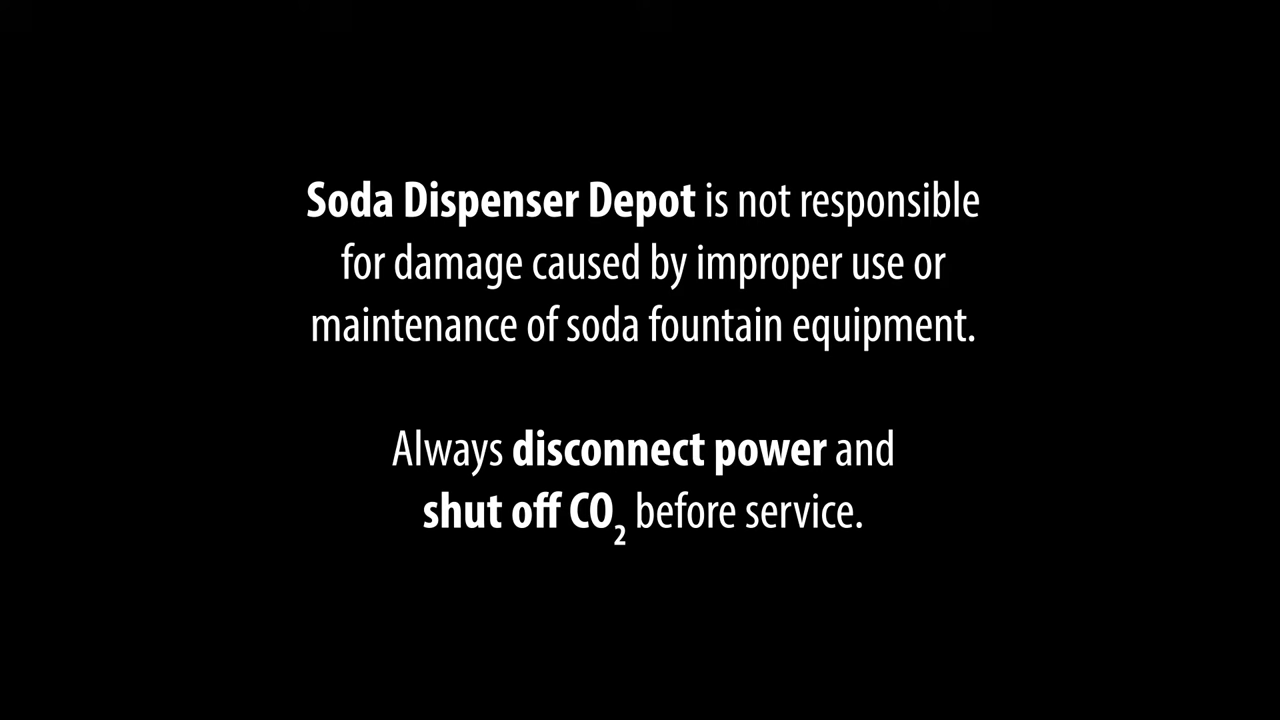 Soda Dispenser Depot is not responsible
for damage caused by improper use or
maintenance of soda fountain equipment.
Always disconnect power and
shut off CO₂ before service.